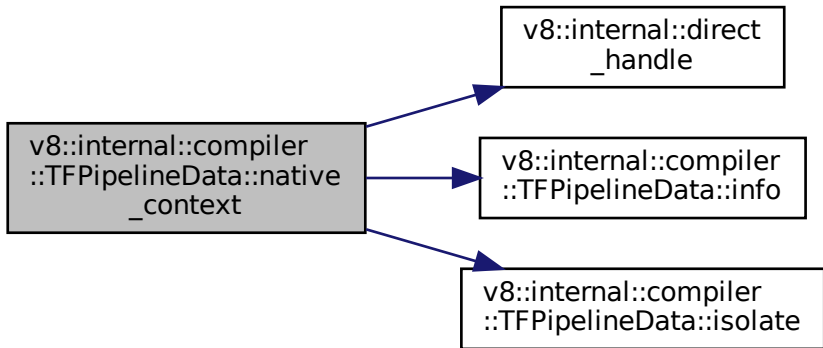 v8::internal::compiler
::TFPipelineData::native
_context
v8::internal::direct
_handle
v8::internal::compiler
::TFPipelineData::info
v8::internal::compiler
::TFPipelineData::isolate